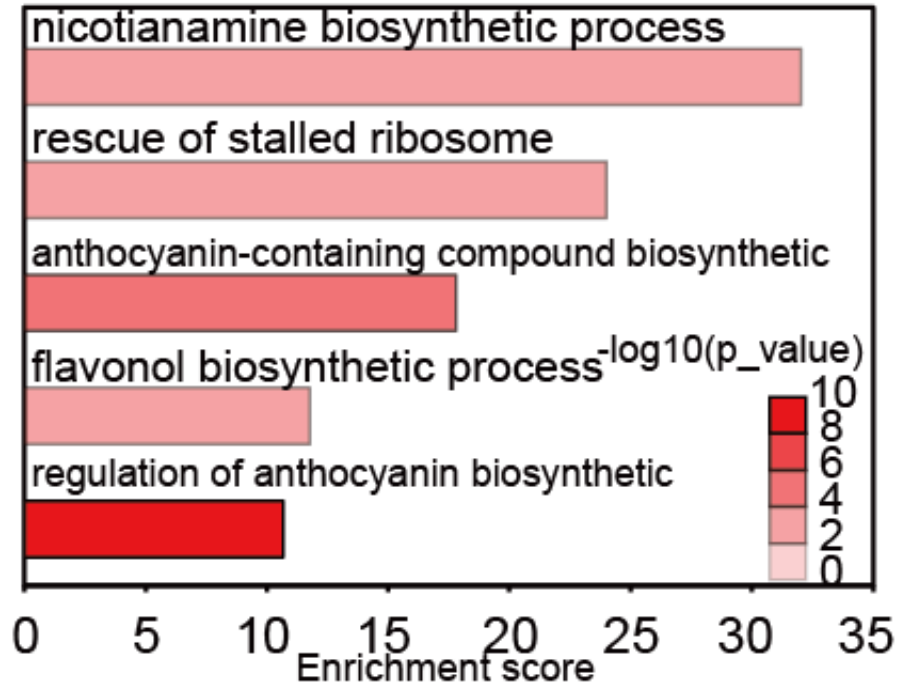 nicotianamine biosynthetic process
rescue of stalled ribosome
anthocyanin-containing compound biosynthetic
flavonol biosynthetic process
-log10(p_value)
10
8
6
4
2
0
regulation of anthocyanin biosynthetic
0 5 10 15 20 25 30 35
Enrichment score